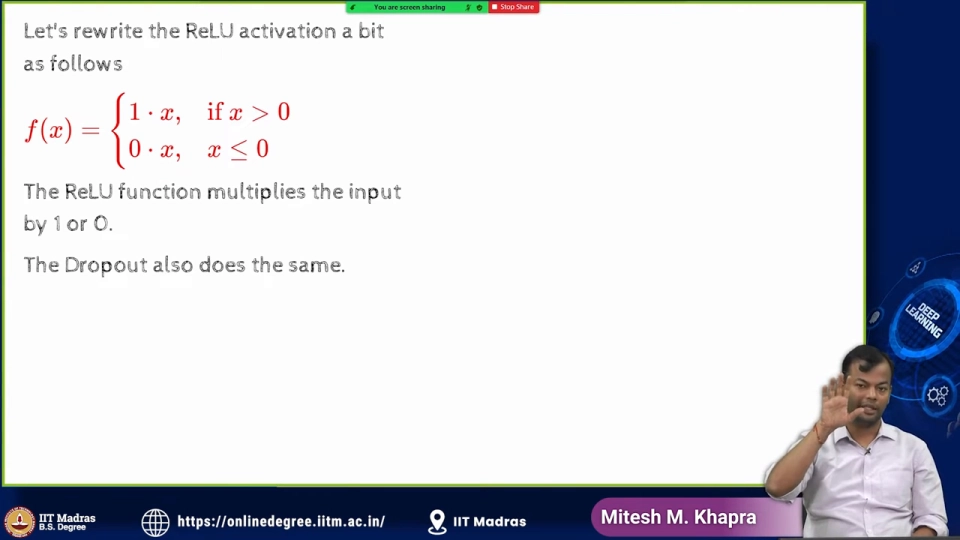 You are screen sharing
Stop Share
Let's rewrite the ReLU activation a bit
as follows
f(x) = { 1 · x, if x > 0
0 · x, x ≤ 0
The ReLU function multiplies the input
by 1 or 0.
The Dropout also does the same.
DEEP
LEARNING
IIT Madras
B.S. Degree
https://onlinedegree.iitm.ac.in/
IIT Madras
Mitesh M. Khapra